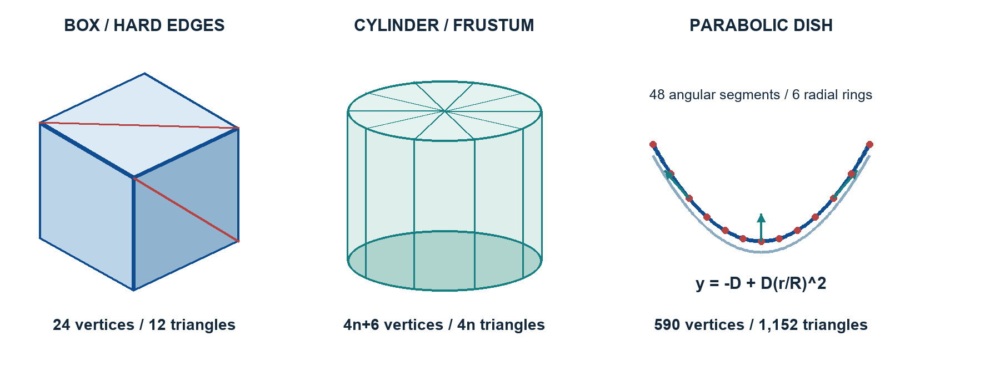 BOX / HARD EDGES
24 vertices / 12 triangles
CYLINDER / FRUSTUM
4n+6 vertices / 4n triangles
PARABOLIC DISH
48 angular segments / 6 radial rings
y = -D + D(r/R)^2
590 vertices / 1,152 triangles